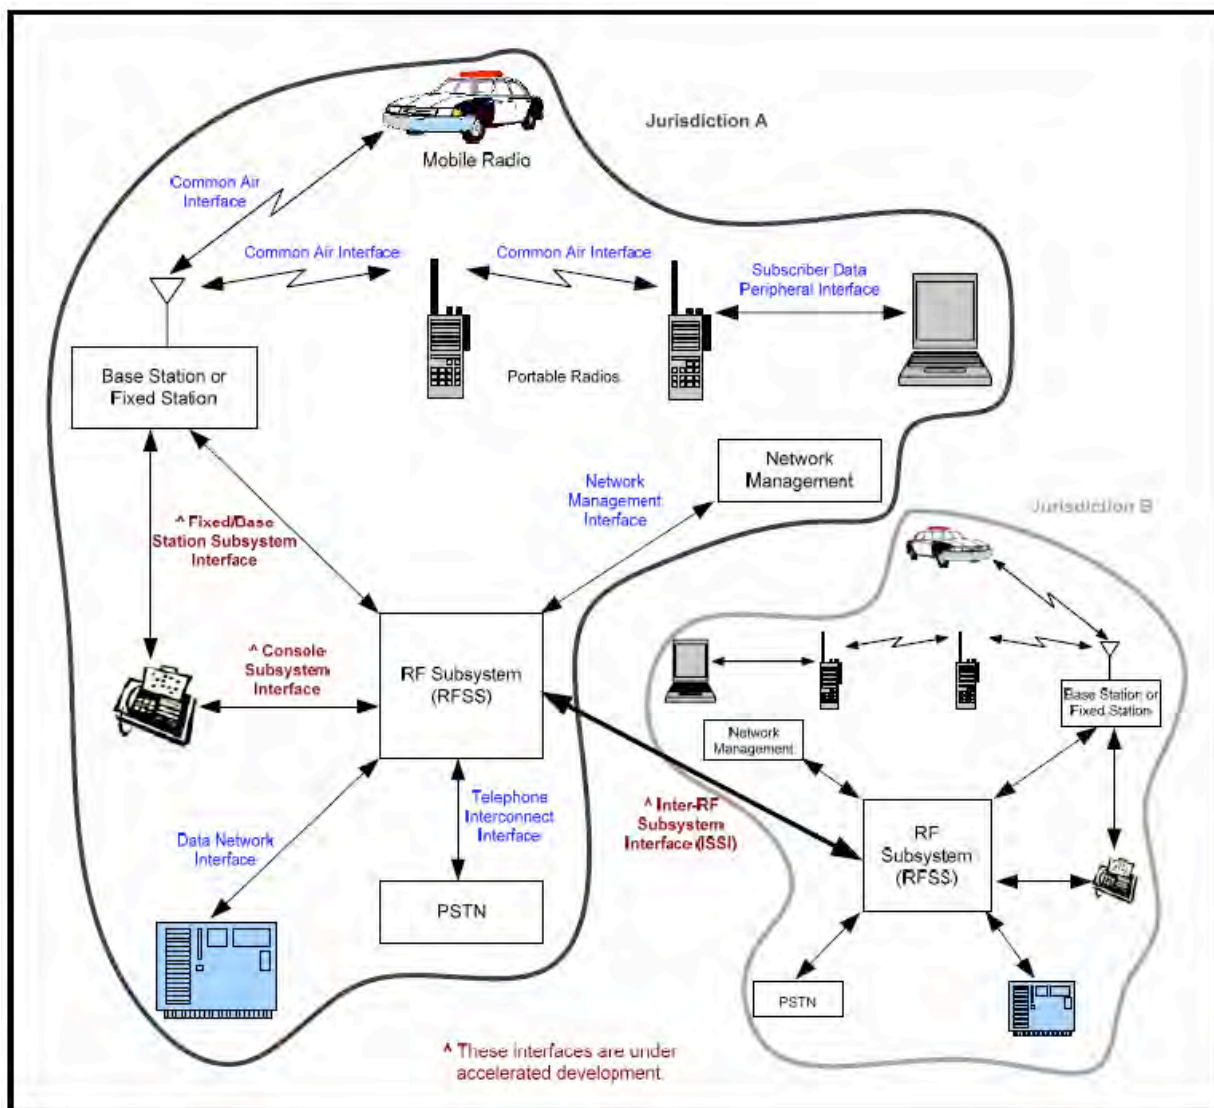 Jurisdiction A
Mobile Radio
Common Air
Interface
Common Air Interface
Common Air Interface
Subscriber Data
Peripheral Interface
Base Station or
Fixed Station
Portable Radios
Network
Management
Network
Management
Interface
^ Fixed/Base
Station Subsystem
Interface
^ Console
Subsystem
Interface
RF Subsystem
(RFSS)
Data Network
Interface
Telephone
Interconnect
Interface
PSTN
^ Inter-RF
Subsystem
Interface (ISSI)
Jurisdiction B
Base Station or
Fixed Station
Network
Management
RF
Subsystem
(RFSS)
PSTN
^ These interfaces are under
accelerated development